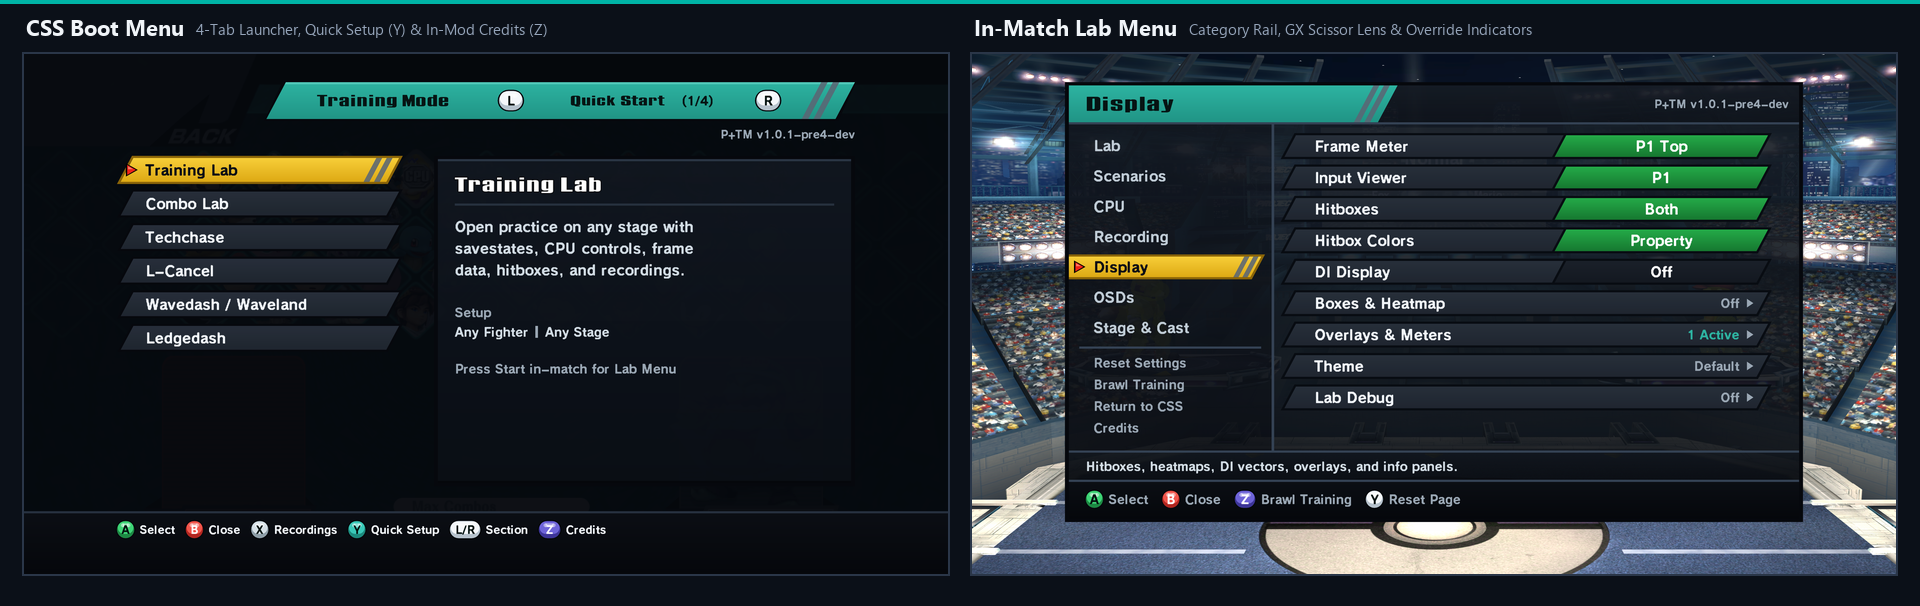 CSS Boot Menu 4-Tab Launcher, Quick Setup (Y) & In-Mod Credits (Z)
BACK
Training Mode L Quick Start (1/4) R
P+TM v1.0.1-pre4-dev
Training Lab
Combo Lab
Techchase
L-Cancel
Wavedash / Waveland
Ledgedash
Training Lab
Open practice on any stage with
savestates, CPU controls, frame
data, hitboxes, and recordings.
Setup
Any Fighter | Any Stage
Press Start in-match for Lab Menu
A Select B Close X Recordings Y Quick Setup L/R Section Z Credits
In-Match Lab Menu Category Rail, GX Scissor Lens & Override Indicators
Display
P+TM v1.0.1-pre4-dev
Lab
Scenarios
CPU
Recording
Display
OSDs
Stage & Cast
Reset Settings
Brawl Training
Return to CSS
Credits
Frame Meter P1 Top
Input Viewer P1
Hitboxes Both
Hitbox Colors Property
DI Display Off
Boxes & Heatmap Off
Overlays & Meters 1 Active
Theme Default
Lab Debug Off
Hitboxes, heatmaps, DI vectors, overlays, and info panels.
A Select B Close Z Brawl Training Y Reset Page